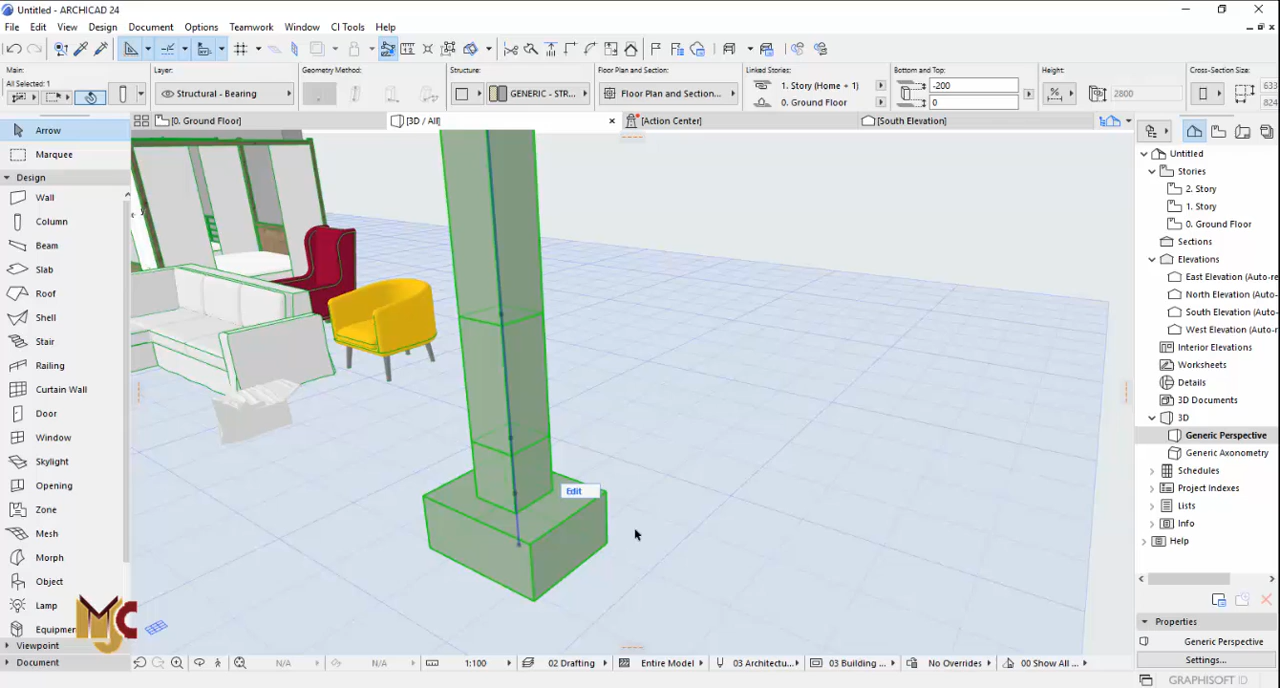 Untitled - ARCHICAD 24
File Edit View Design Document Options Teamwork Window CI Tools Help
Main:
All Selected: 1
Layer:
Structural - Bearing
Geometry Method:
Structure:
GENERIC - STR...
Floor Plan and Section:
Floor Plan and Section...
Linked Stories:
1. Story (Home + 1)
0. Ground Floor
Bottom and Top:
-200
0
Height:
2800
Cross-Section Size:
[0. Ground Floor]
[3D / All]
[Action Center]
[South Elevation]
Arrow
Marquee
Design
Wall
Column
Beam
Slab
Roof
Shell
Stair
Railing
Curtain Wall
Door
Window
Skylight
Opening
Zone
Mesh
Morph
Object
Lamp
Equipmer
Viewpoint
Document
MJC
Edit
Untitled
Stories
2. Story
1. Story
0. Ground Floor
Sections
Elevations
East Elevation (Auto-r
North Elevation (Auto-
South Elevation (Auto-
West Elevation (Auto-r
Interior Elevations
Worksheets
Details
3D Documents
3D
Generic Perspective
Generic Axonometry
Schedules
Project Indexes
Lists
Info
Help
Properties
Generic Perspective
Settings...
GRAPHISOFT ID
N/A
N/A
1:100
02 Drafting
Entire Model
03 Architectu...
03 Building ...
No Overrides
00 Show All ...